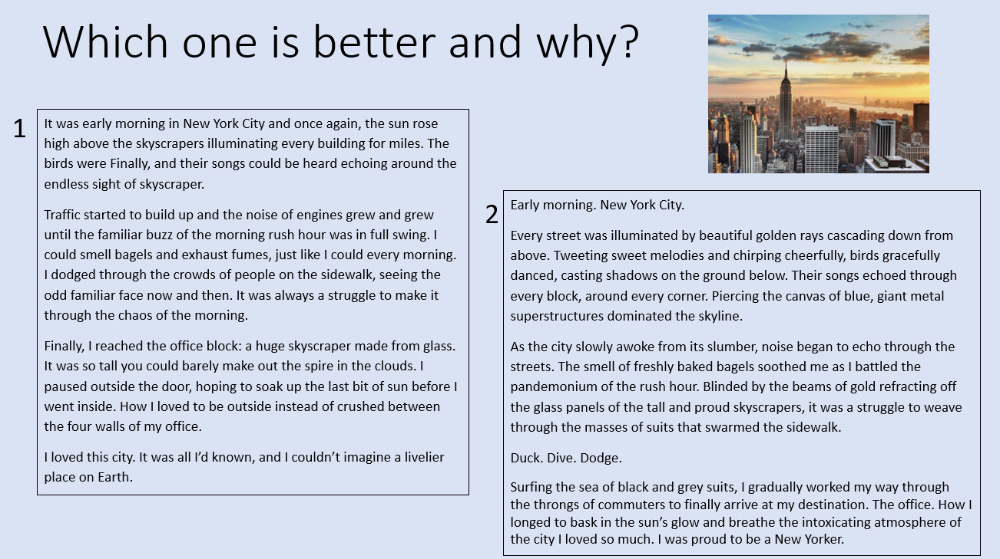 Which one is better and why?
1
It was early morning in New York City and once again, the sun rose
high above the skyscrapers illuminating every building for miles. The
birds were Finally, and their songs could be heard echoing around the
endless sight of skyscraper.
Traffic started to build up and the noise of engines grew and grew
until the familiar buzz of the morning rush hour was in full swing. I
could smell bagels and exhaust fumes, just like I could every morning.
I dodged through the crowds of people on the sidewalk, seeing the
odd familiar face now and then. It was always a struggle to make it
through the chaos of the morning.
Finally, I reached the office block: a huge skyscraper made from glass.
It was so tall you could barely make out the spire in the clouds. I
paused outside the door, hoping to soak up the last bit of sun before I
went inside. How I loved to be outside instead of crushed between
the four walls of my office.
I loved this city. It was all I’d known, and I couldn’t imagine a livelier
place on Earth.
2
Early morning. New York City.
Every street was illuminated by beautiful golden rays cascading down from
above. Tweeting sweet melodies and chirping cheerfully, birds gracefully
danced, casting shadows on the ground below. Their songs echoed through
every block, around every corner. Piercing the canvas of blue, giant metal
superstructures dominated the skyline.
As the city slowly awoke from its slumber, noise began to echo through the
streets. The smell of freshly baked bagels soothed me as I battled the
pandemonium of the rush hour. Blinded by the beams of gold refracting off
the glass panels of the tall and proud skyscrapers, it was a struggle to weave
through the masses of suits that swarmed the sidewalk.
Duck. Dive. Dodge.
Surfing the sea of black and grey suits, I gradually worked my way through
the throngs of commuters to finally arrive at my destination. The office. How I
longed to bask in the sun’s glow and breathe the intoxicating atmosphere of
the city I loved so much. I was proud to be a New Yorker.